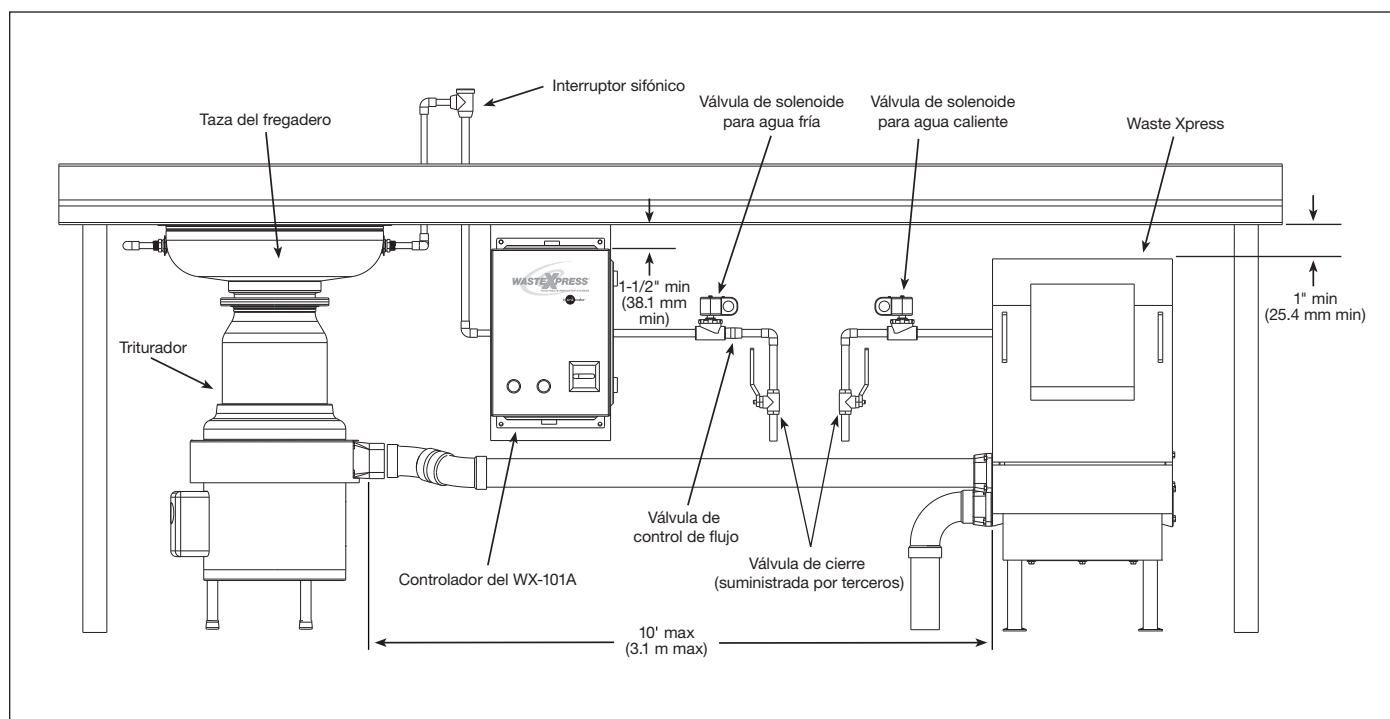 Interruptor sifónico
Taza del fregadero
Válvula de solenoide
para agua fría
Válvula de solenoide
para agua caliente
Waste Xpress
WASTEXPRESS
1-1/2" min
(38.1 mm
min)
1" min
(25.4 mm min)
Triturador
Válvula de
control de flujo
Válvula de cierre
(suministrada por terceros)
Controlador del WX-101A
10' max
(3.1 m max)